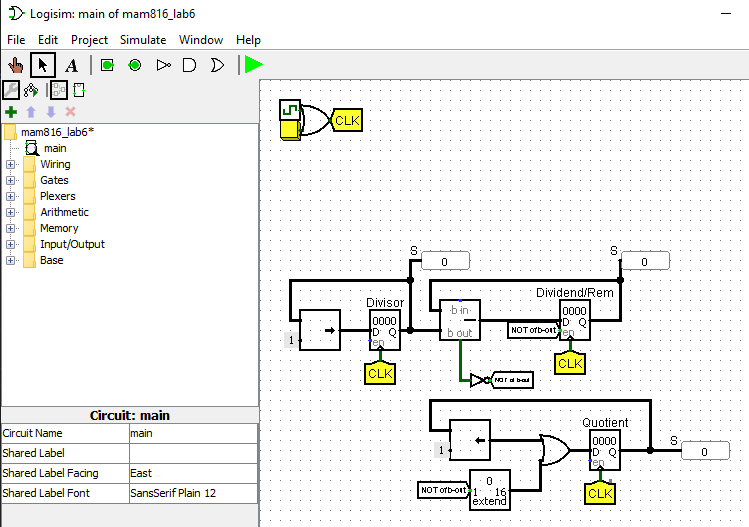 Logisim: main of mam816_lab6
File Edit Project Simulate Window Help
A
mam816_lab6*
main
Wiring
Gates
Plexers
Arithmetic
Memory
Input/Output
Base
Circuit: main
Circuit Name main
Shared Label
Shared Label Facing East
Shared Label Font SansSerif Plain 12
CLK
S
0
S
0
Divisor
0000
D Q
en
1
CLK
b in
b out
Dividend/Rem
0000
D Q
en
NOT of b-out
CLK
NOT of b-out
Quotient
0000
D Q
en
1
S
0
CLK
NOT of b-out
0
1 16
extend